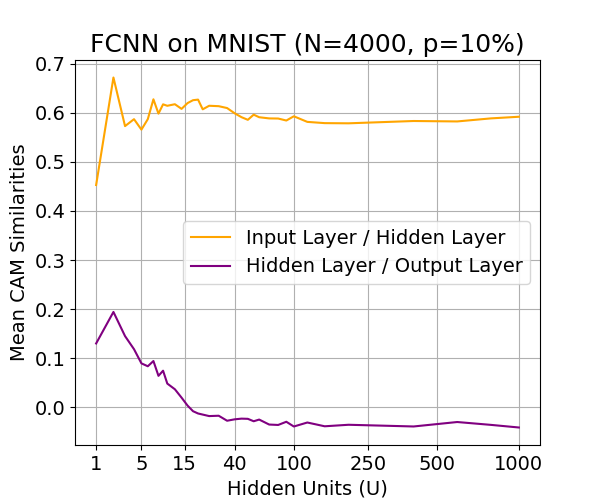 FCNN on MNIST (N=4000, p=10%)
Mean CAM Similarities
0.7
0.6
0.5
0.4
0.3
0.2
0.1
0.0
Input Layer / Hidden Layer
Hidden Layer / Output Layer
1 5 15 40 100 250 500 1000
Hidden Units (U)